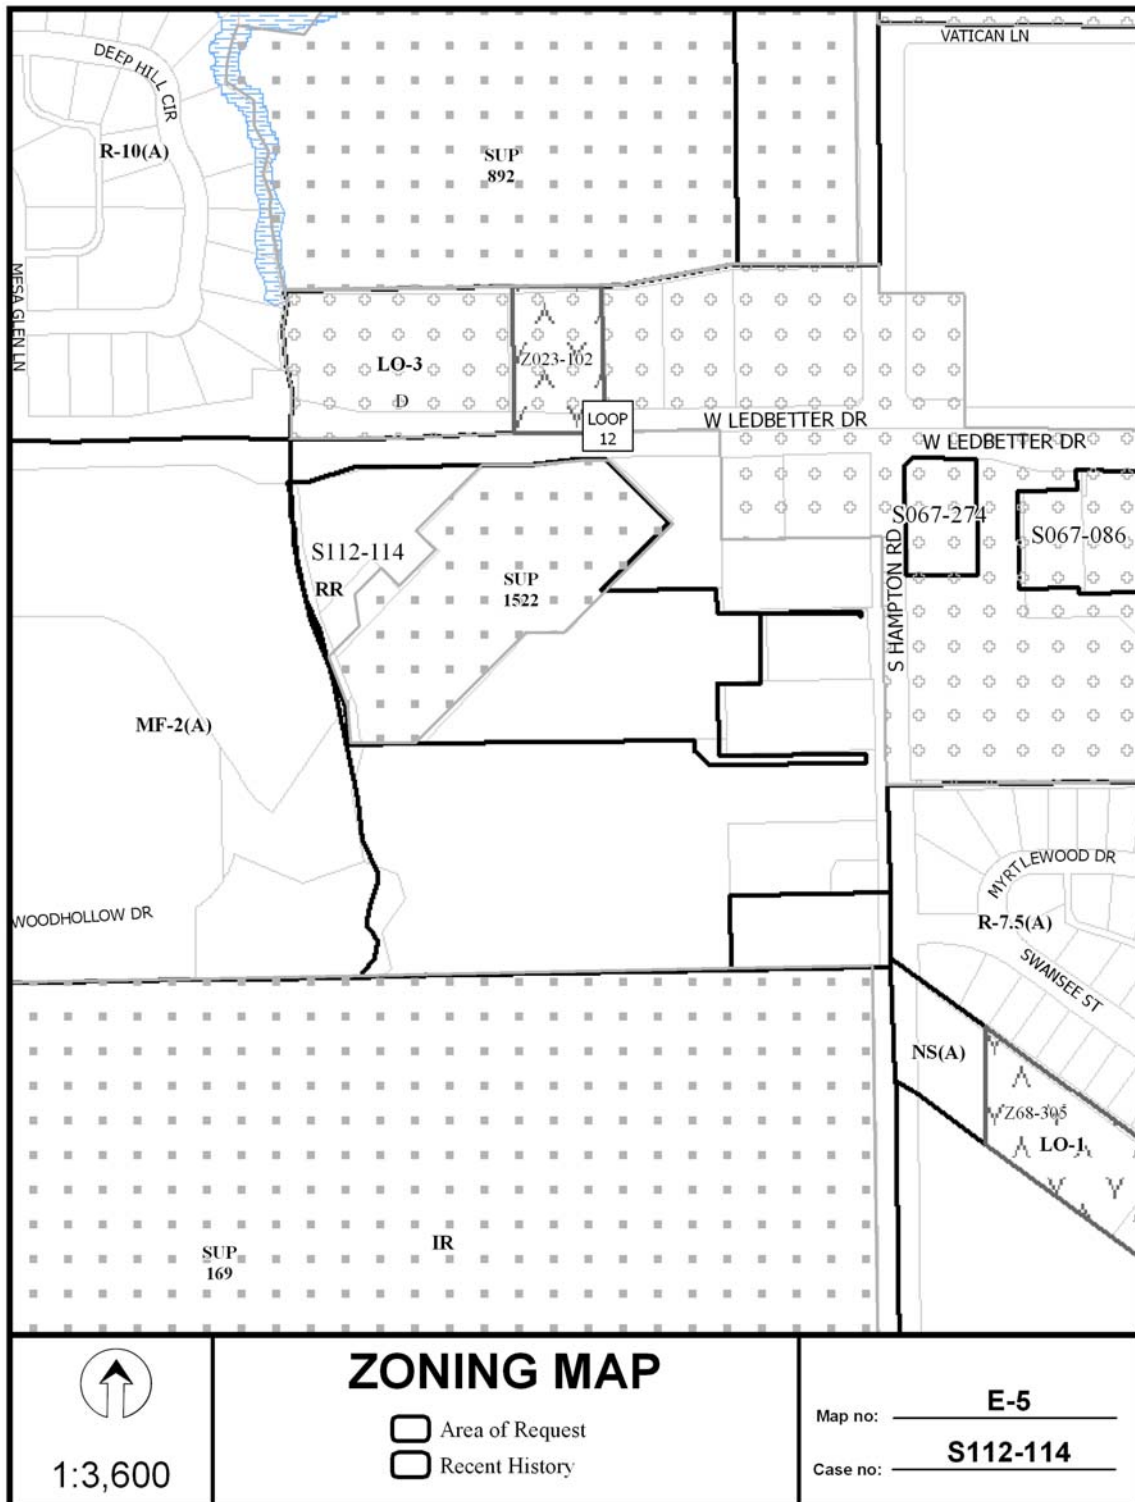 VATICAN LN
DEEP HILL CIR
R-10(A)
SUP
892
MESA GLEN LN
LO-3
D
Z023-102
LOOP
12
W LEDBETTER DR
W LEDBETTER DR
S067-274
S067-086
S112-114
RR
SUP
1522
S HAMPTON RD
MF-2(A)
MYRTLEWOOD DR
WOODHOLLOW DR
R-7.5(A)
SWANSEE ST
NS(A)
Z68-305
LO-1
IR
SUP
169
ZONING MAP
Area of Request
Recent History
1:3,600
Map no: E-5
Case no: S112-114